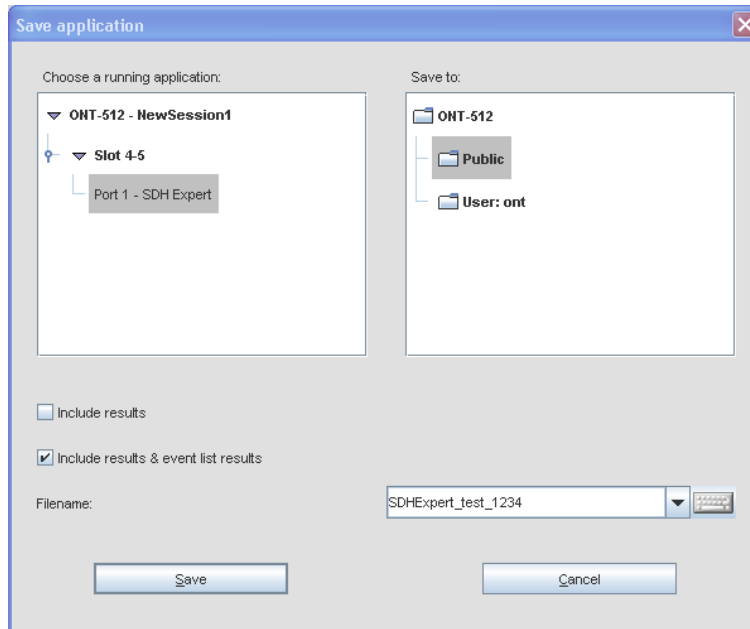 Save application
Choose a running application:
Save to:
ONT-512 - NewSession1
Slot 4-5
Port 1 - SDH Expert
ONT-512
Public
User: ont
Include results
Include results & event list results
Filename:
SDHExpert_test_1234
Save
Cancel